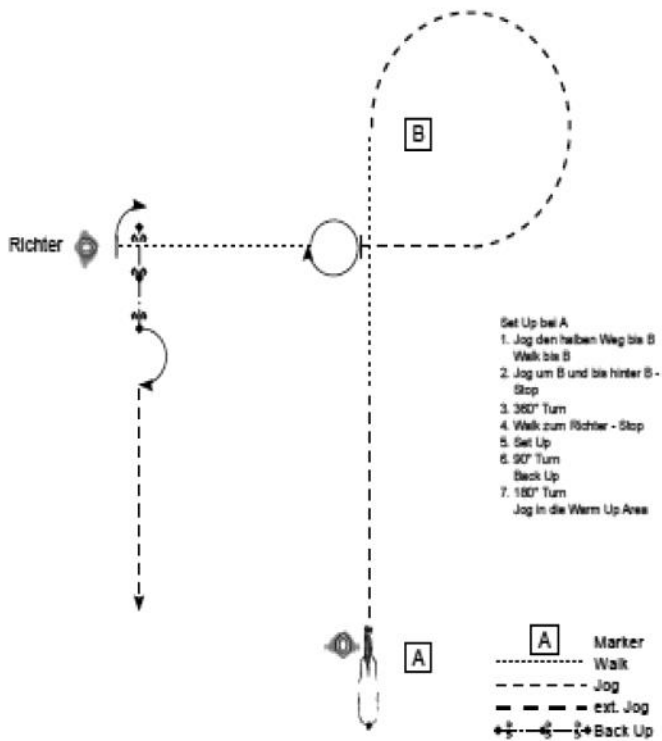 B
Richter
Set Up bei A
1. Jog den halben Weg bis B
Walk bis B
2. Jog um B und bis hinter B -
Stop
3. 360° Turn
4. Walk zum Richter - Stop
5. Set Up
6. 90° Turn
Back Up
7. 180° Turn
Jog in die Warm Up Area
A
A Marker
Walk
Jog
ext. Jog
Back Up